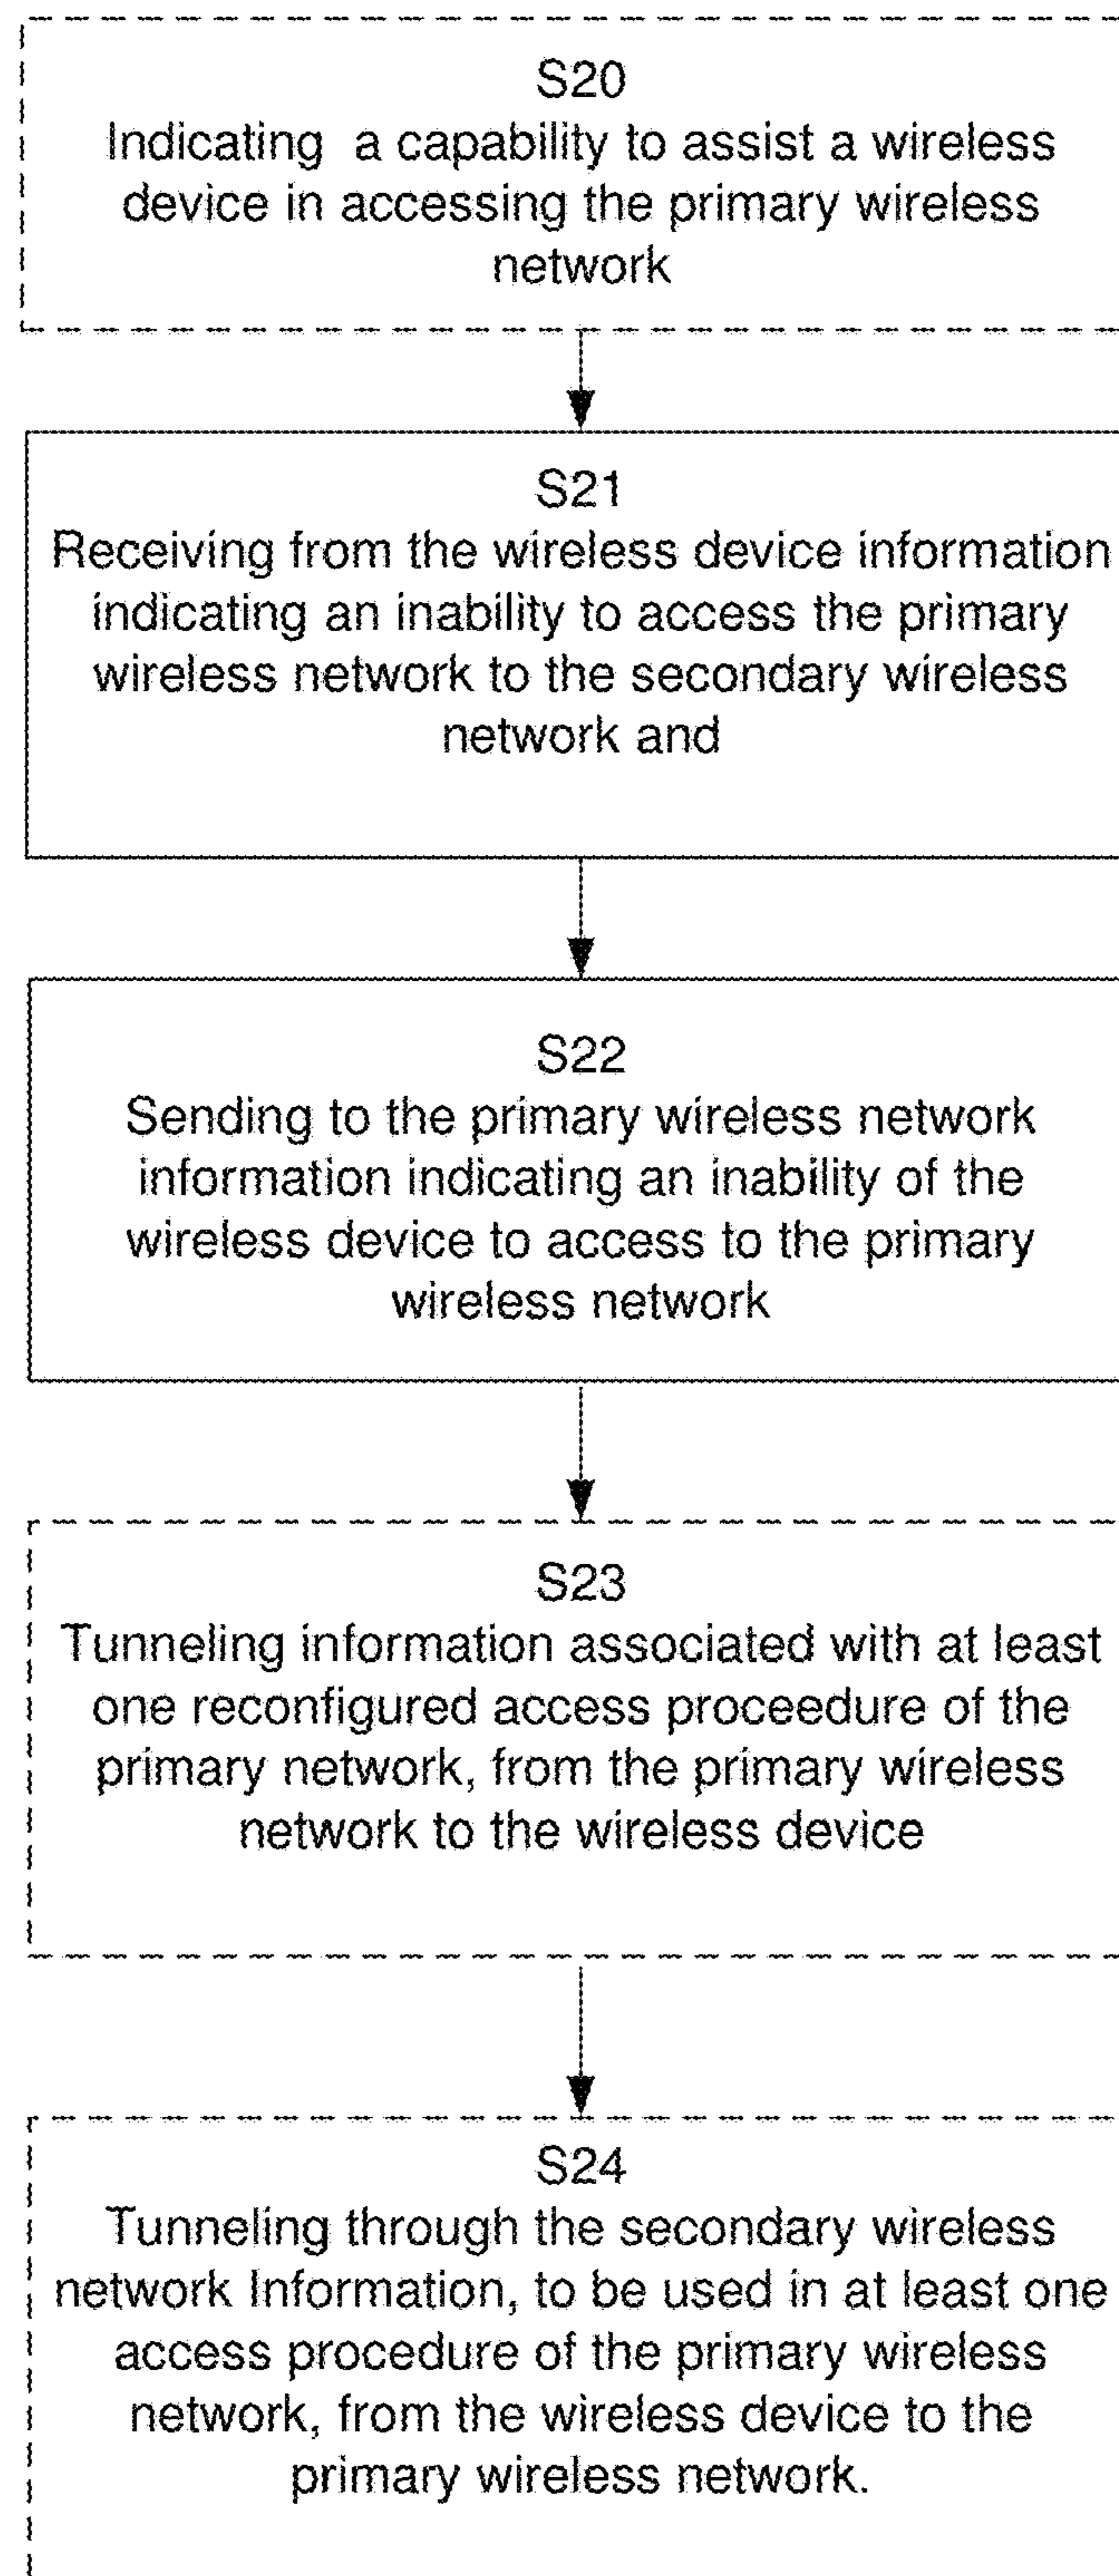 S20
Indicating a capability to assist a wireless
device in accessing the primary wireless
network
S21
Receiving from the wireless device information
indicating an inability to access the primary
wireless network to the secondary wireless
network and
S22
Sending to the primary wireless network
information indicating an inability of the
wireless device to access to the primary
wireless network
S23
Tunneling information associated with at least
one reconfigured access proceedure of the
primary network, from the primary wireless
network to the wireless device
S24
Tunneling through the secondary wireless
network Information, to be used in at least one
access procedure of the primary wireless
network, from the wireless device to the
primary wireless network.